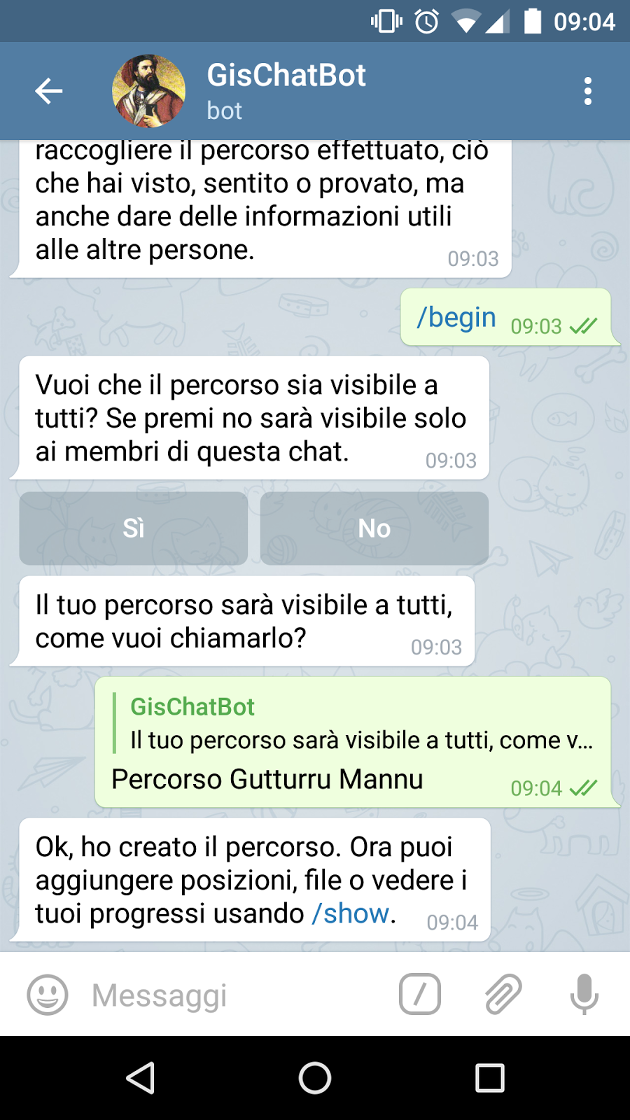 09:04
GisChatBot
bot
raccogliere il percorso effettuato, ciò
che hai visto, sentito o provato, ma
anche dare delle informazioni utili
alle altre persone.
09:03
/begin 09:03
Vuoi che il percorso sia visibile a
tutti? Se premi no sarà visibile solo
ai membri di questa chat.
09:03
Sì No
Il tuo percorso sarà visibile a tutti,
come vuoi chiamarlo?
09:03
GisChatBot
Il tuo percorso sarà visibile a tutti, come v...
Percorso Gutturru Mannu
09:04
Ok, ho creato il percorso. Ora puoi
aggiungere posizioni, file o vedere i
tuoi progressi usando /show.
09:04
Messaggi